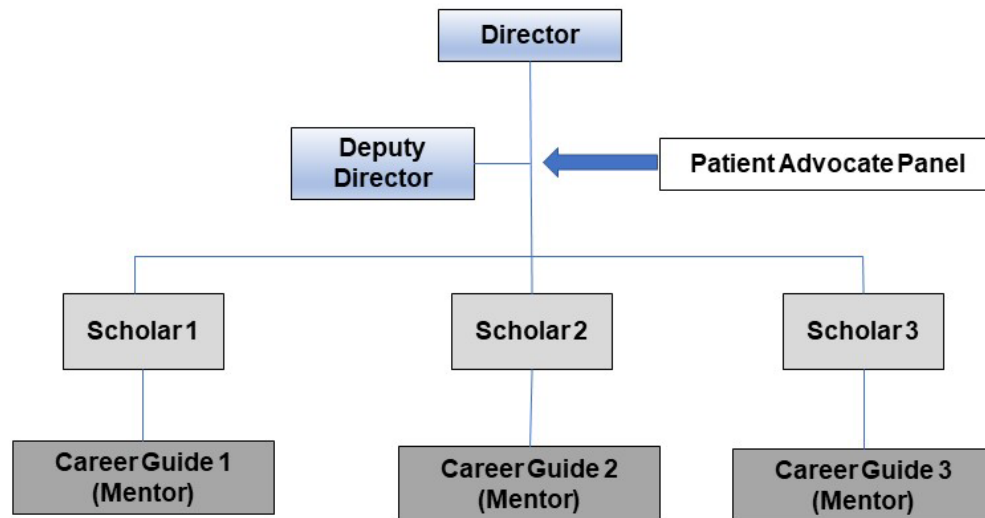 Director
Deputy
Director
Patient Advocate Panel
Scholar 1
Scholar 2
Scholar 3
Career Guide 1
(Mentor)
Career Guide 2
(Mentor)
Career Guide 3
(Mentor)